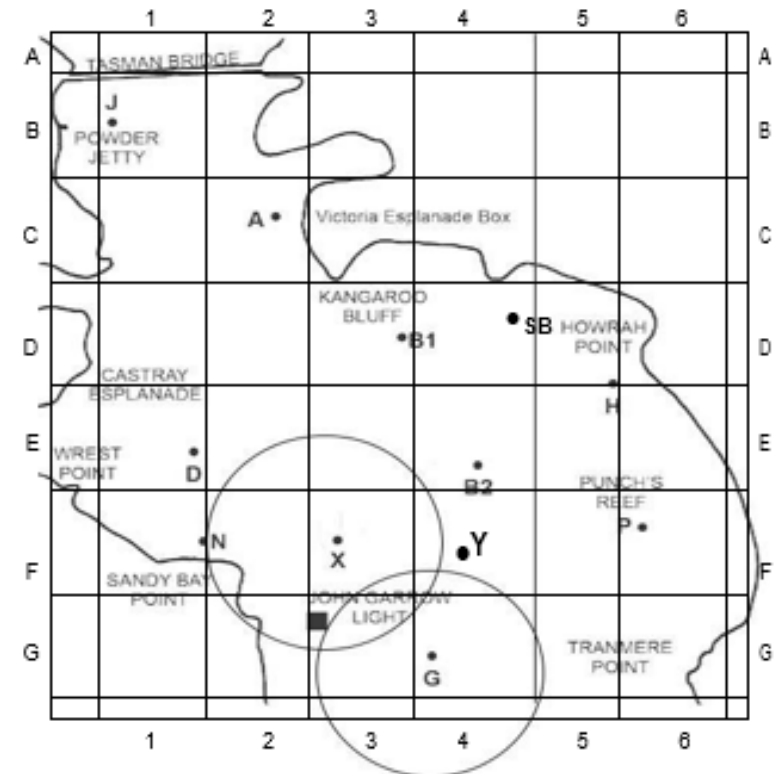 1 2 3 4 5 6
A A
TASMAN BRIDGE
J
B B
POWDER
JETTY
A Victoria Esplanade Box
C C
KANGAROO
BLUFF
SB HOWRAH
POINT
B1
D D
CASTRAY
ESPLANADE
H
E E
WREST
POINT
D
B2
PUNCH'S
REEF
P
N
X
Y
F F
SANDY BAY
POINT
JOHN GARROW
LIGHT
G G
G
TRANMERE
POINT
1 2 3 4 5 6